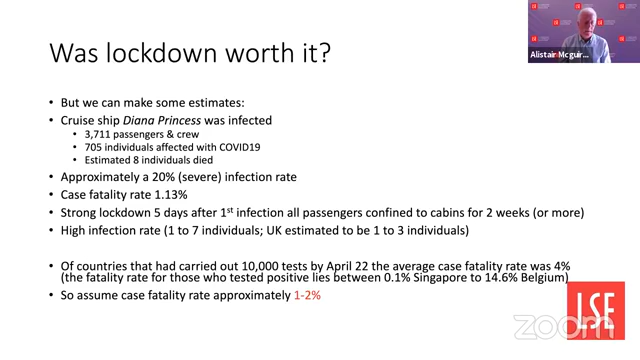 Was lockdown worth it?
Alistair Mcguir...
• But we can make some estimates:
• Cruise ship Diana Princess was infected
• 3,711 passengers & crew
• 705 individuals affected with COVID19
• Estimated 8 individuals died
• Approximately a 20% (severe) infection rate
• Case fatality rate 1.13%
• Strong lockdown 5 days after 1st infection all passengers confined to cabins for 2 weeks (or more)
• High infection rate (1 to 7 individuals; UK estimated to be 1 to 3 individuals)
• Of countries that had carried out 10,000 tests by April 22 the average case fatality rate was 4%
(the fatality rate for those who tested positive lies between 0.1% Singapore to 14.6% Belgium)
• So assume case fatality rate approximately 1-2%
LSE
zoom